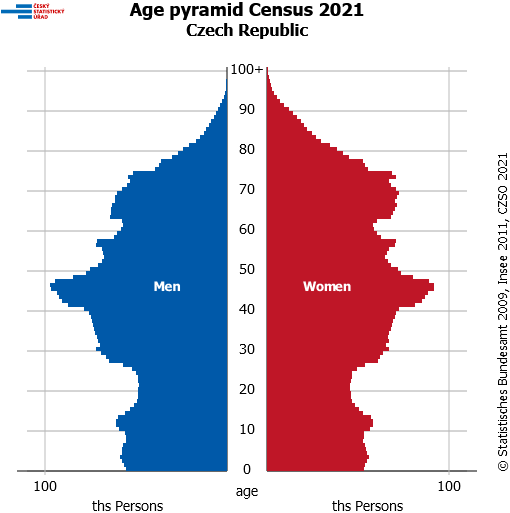 ČESKÝ
STATISTICKÝ
ÚŘAD
Age pyramid Census 2021
Czech Republic
100+
90
80
70
60
50
40
30
20
10
0
Men
Women
100
age
100
ths Persons
ths Persons
© Statistisches Bundesamt 2009, Insee 2011, CZSO 2021